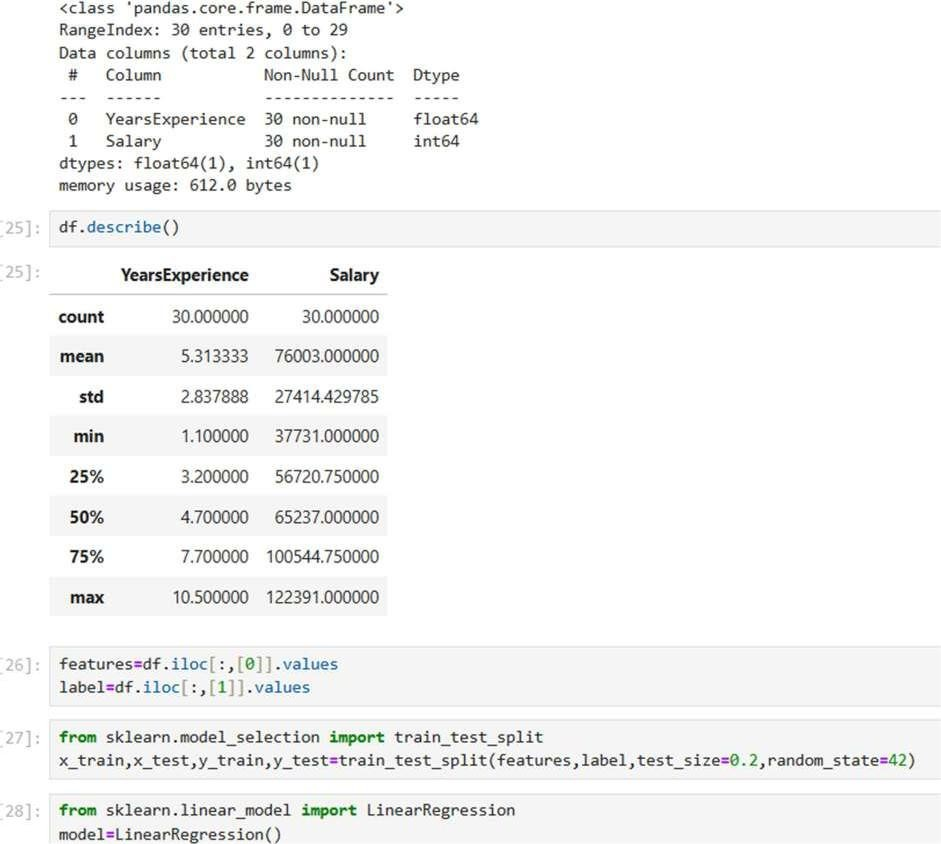 <class 'pandas.core.frame.DataFrame'>
RangeIndex: 30 entries, 0 to 29
Data columns (total 2 columns):
#   Column   Non-Null Count   Dtype
---   ------   --------------   -----
0   YearsExperience   30 non-null   float64
1   Salary   30 non-null   int64
dtypes: float64(1), int64(1)
memory usage: 612.0 bytes
[25]: df.describe()
[25]: YearsExperience   Salary
count   30.000000   30.000000
mean   5.313333   76003.000000
std   2.837888   27414.429785
min   1.100000   37731.000000
25%   3.200000   56720.750000
50%   4.700000   65237.000000
75%   7.700000   100544.750000
max   10.500000   122391.000000
[26]: features=df.iloc[:,[0]].values
label=df.iloc[:,[1]].values
[27]: from sklearn.model_selection import train_test_split
x_train,x_test,y_train,y_test=train_test_split(features,label,test_size=0.2,random_state=42)
[28]: from sklearn.linear_model import LinearRegression
model=LinearRegression()